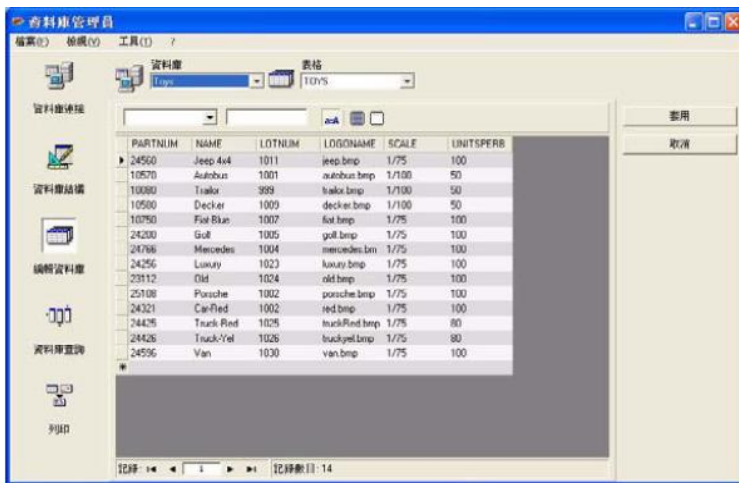 資料庫管理員
檔案(F) 檢視(V) 工具(T) ?
資料庫連接
資料庫結構
編輯資料庫
資料庫查詢
列印
資料庫
Toys
表格
TOYS
a=A
套用
取消
PARTNUM NAME LOTNUM LOGONAME SCALE UNITSPERB
24560 Jeep 4x4 1011 jeep.bmp 1/75 100
10570 Autobus 1001 autobus.bmp 1/100 50
10080 Trailor 999 trailor.bmp 1/100 50
10580 Decker 1009 decker.bmp 1/100 50
10750 Fiat Blue 1007 fiat.bmp 1/75 100
24200 Golf 1005 golf.bmp 1/75 100
24766 Mercedes 1004 mercedes.bm 1/75 100
24256 Luxury 1023 luxury.bmp 1/75 100
23112 Old 1024 old.bmp 1/75 100
25108 Porsche 1002 porsche.bmp 1/75 100
24321 Car-Red 1002 red.bmp 1/75 100
24425 Truck-Red 1025 truckRed.bmp 1/75 80
24426 Truck-Yel 1026 truckyel.bmp 1/75 80
24596 Van 1030 van.bmp 1/75 100
記錄: 1 記錄數目: 14